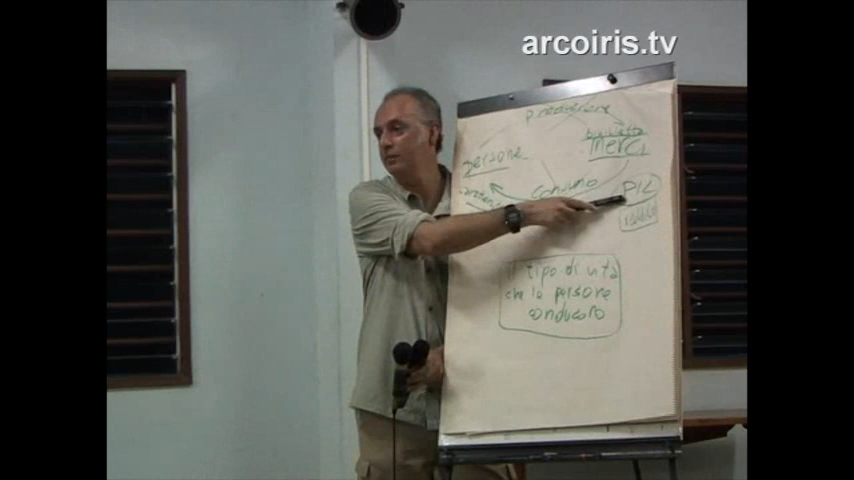 arcoiris.tv
produzione
Merci
persone
consumo
PIL
il tipo di vita
che le persone
conducono